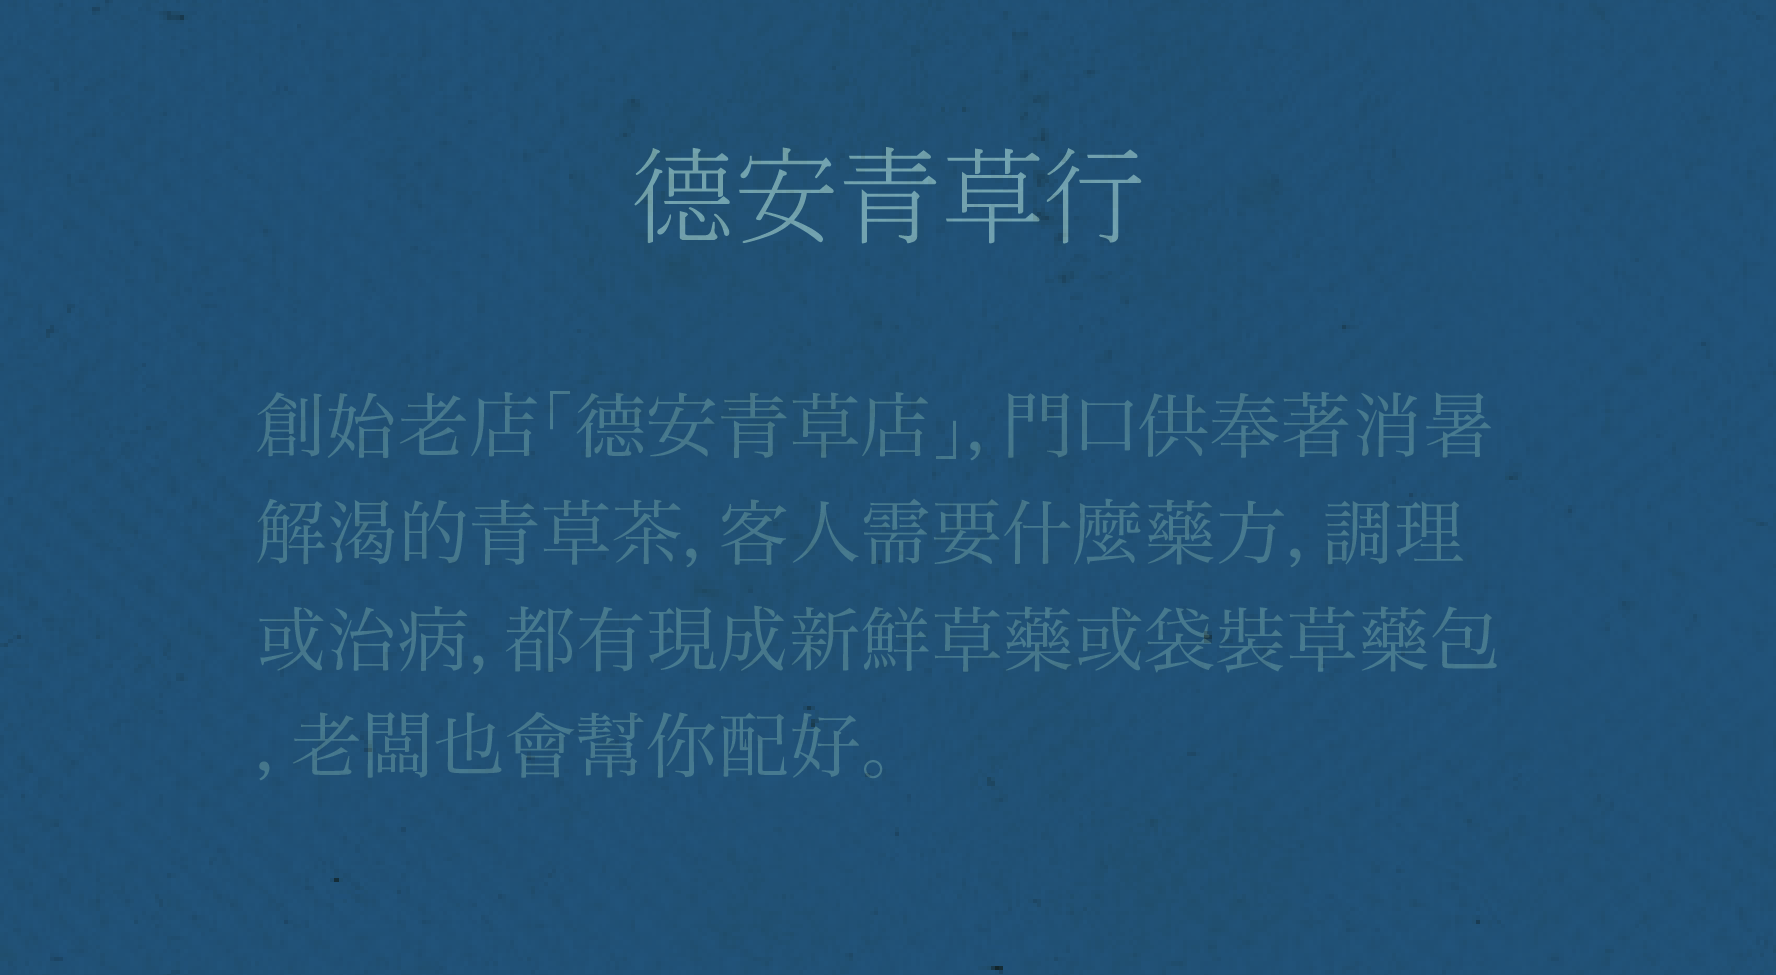 德安青草行
創始老店「德安青草店」, 門口供奉著消暑
解渴的青草茶, 客人需要什麼藥方, 調理
或治病, 都有現成新鮮草藥或袋裝草藥包
, 老闆也會幫你配好。